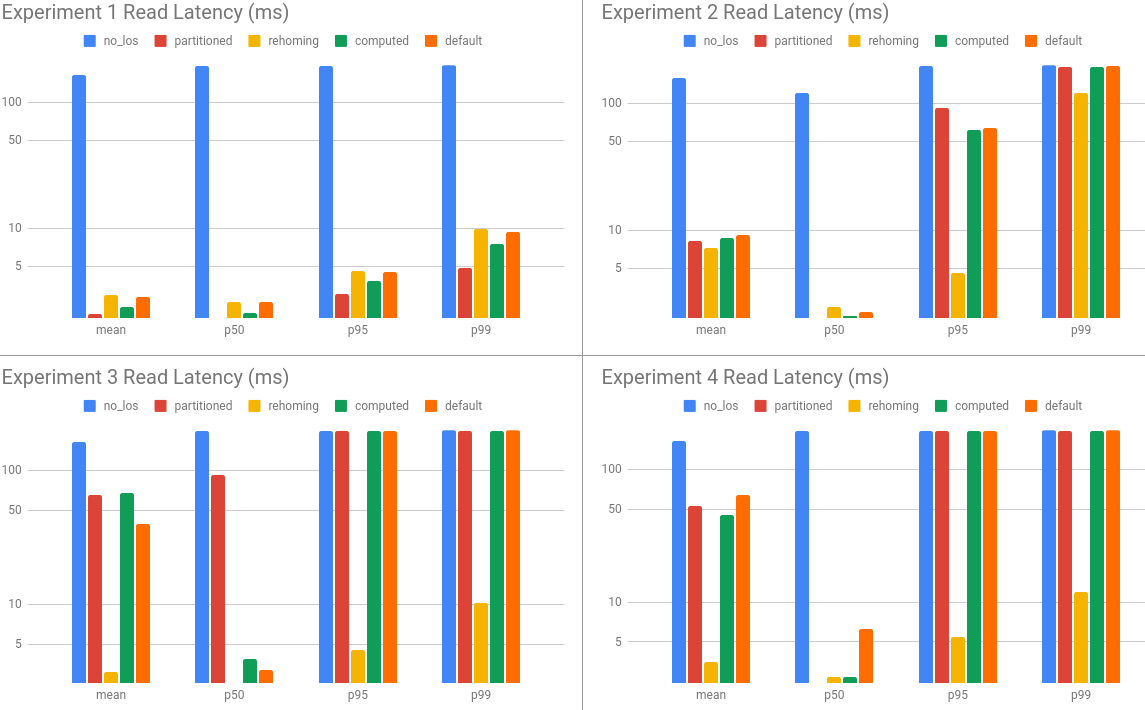 Experiment 1 Read Latency (ms)
no_los partitioned rehoming computed default
100
50
10
5
mean p50 p95 p99
Experiment 2 Read Latency (ms)
no_los partitioned rehoming computed default
100
50
10
5
mean p50 p95 p99
Experiment 3 Read Latency (ms)
no_los partitioned rehoming computed default
100
50
10
5
mean p50 p95 p99
Experiment 4 Read Latency (ms)
no_los partitioned rehoming computed default
100
50
10
5
mean p50 p95 p99